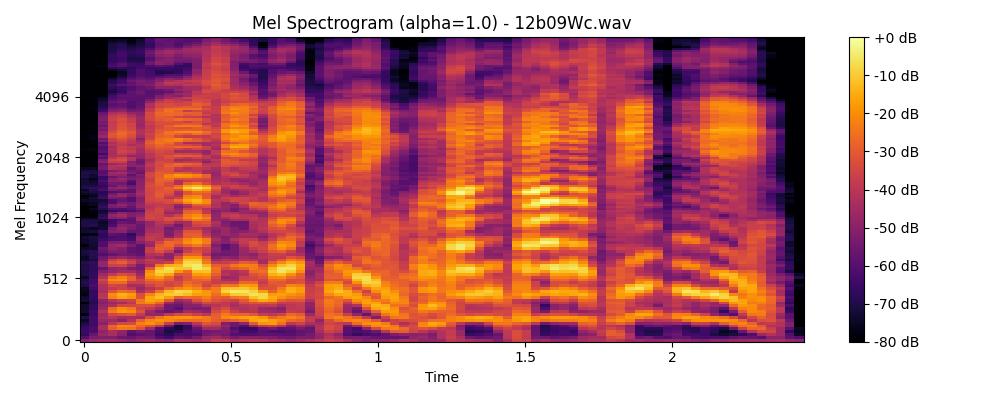 Mel Spectrogram (alpha=1.0) - 12b09Wc.wav
Mel Frequency
4096
2048
1024
512
0
0
0.5
1
1.5
2
Time
+0 dB
-10 dB
-20 dB
-30 dB
-40 dB
-50 dB
-60 dB
-70 dB
-80 dB